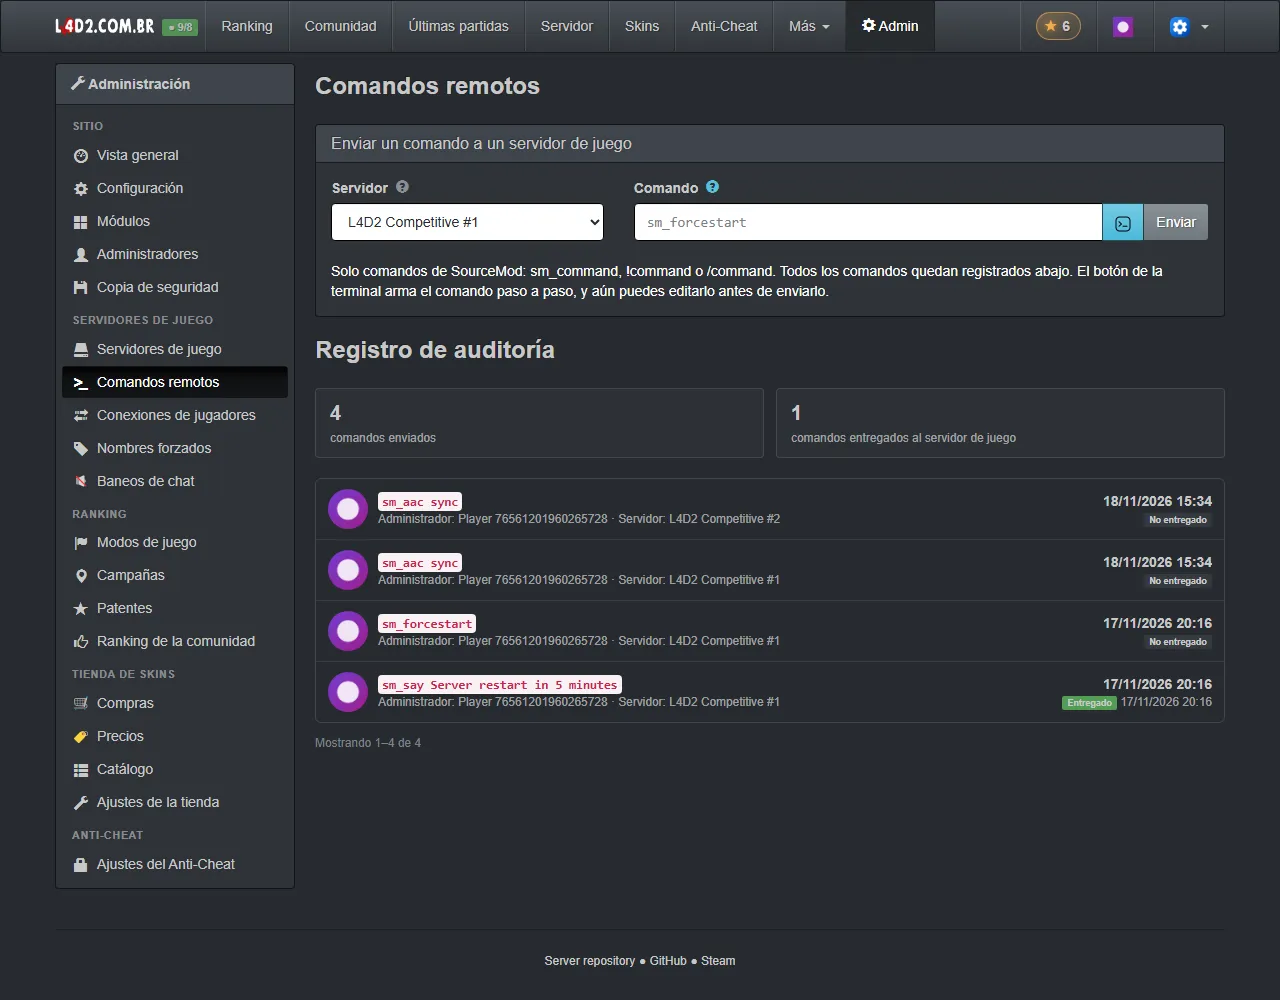 L4D2.COM.BR
9/8
Ranking
Comunidad
Últimas partidas
Servidor
Skins
Anti-Cheat
Más
Admin
6
Administración
SITIO
Vista general
Configuración
Módulos
Administradores
Copia de seguridad
SERVIDORES DE JUEGO
Servidores de juego
Comandos remotos
Conexiones de jugadores
Nombres forzados
Baneos de chat
RANKING
Modos de juego
Campañas
Patentes
Ranking de la comunidad
TIENDA DE SKINS
Compras
Precios
Catálogo
Ajustes de la tienda
ANTI-CHEAT
Ajustes del Anti-Cheat
Comandos remotos
Enviar un comando a un servidor de juego
Servidor ?
Comando ?
L4D2 Competitive #1
sm_forcestart
Enviar
Solo comandos de SourceMod: sm_command, !command o /command. Todos los comandos quedan registrados abajo. El botón de la
terminal arma el comando paso a paso, y aún puedes editarlo antes de enviarlo.
Registro de auditoría
4
comandos enviados
1
comandos entregados al servidor de juego
sm_aac sync
Administrador: Player 76561201960265728 · Servidor: L4D2 Competitive #2
18/11/2026 15:34
No entregado
sm_aac sync
Administrador: Player 76561201960265728 · Servidor: L4D2 Competitive #1
18/11/2026 15:34
No entregado
sm_forcestart
Administrador: Player 76561201960265728 · Servidor: L4D2 Competitive #1
17/11/2026 20:16
No entregado
sm_say Server restart in 5 minutes
Administrador: Player 76561201960265728 · Servidor: L4D2 Competitive #1
17/11/2026 20:16
Entregado 17/11/2026 20:16
Mostrando 1–4 de 4
Server repository ● GitHub ● Steam